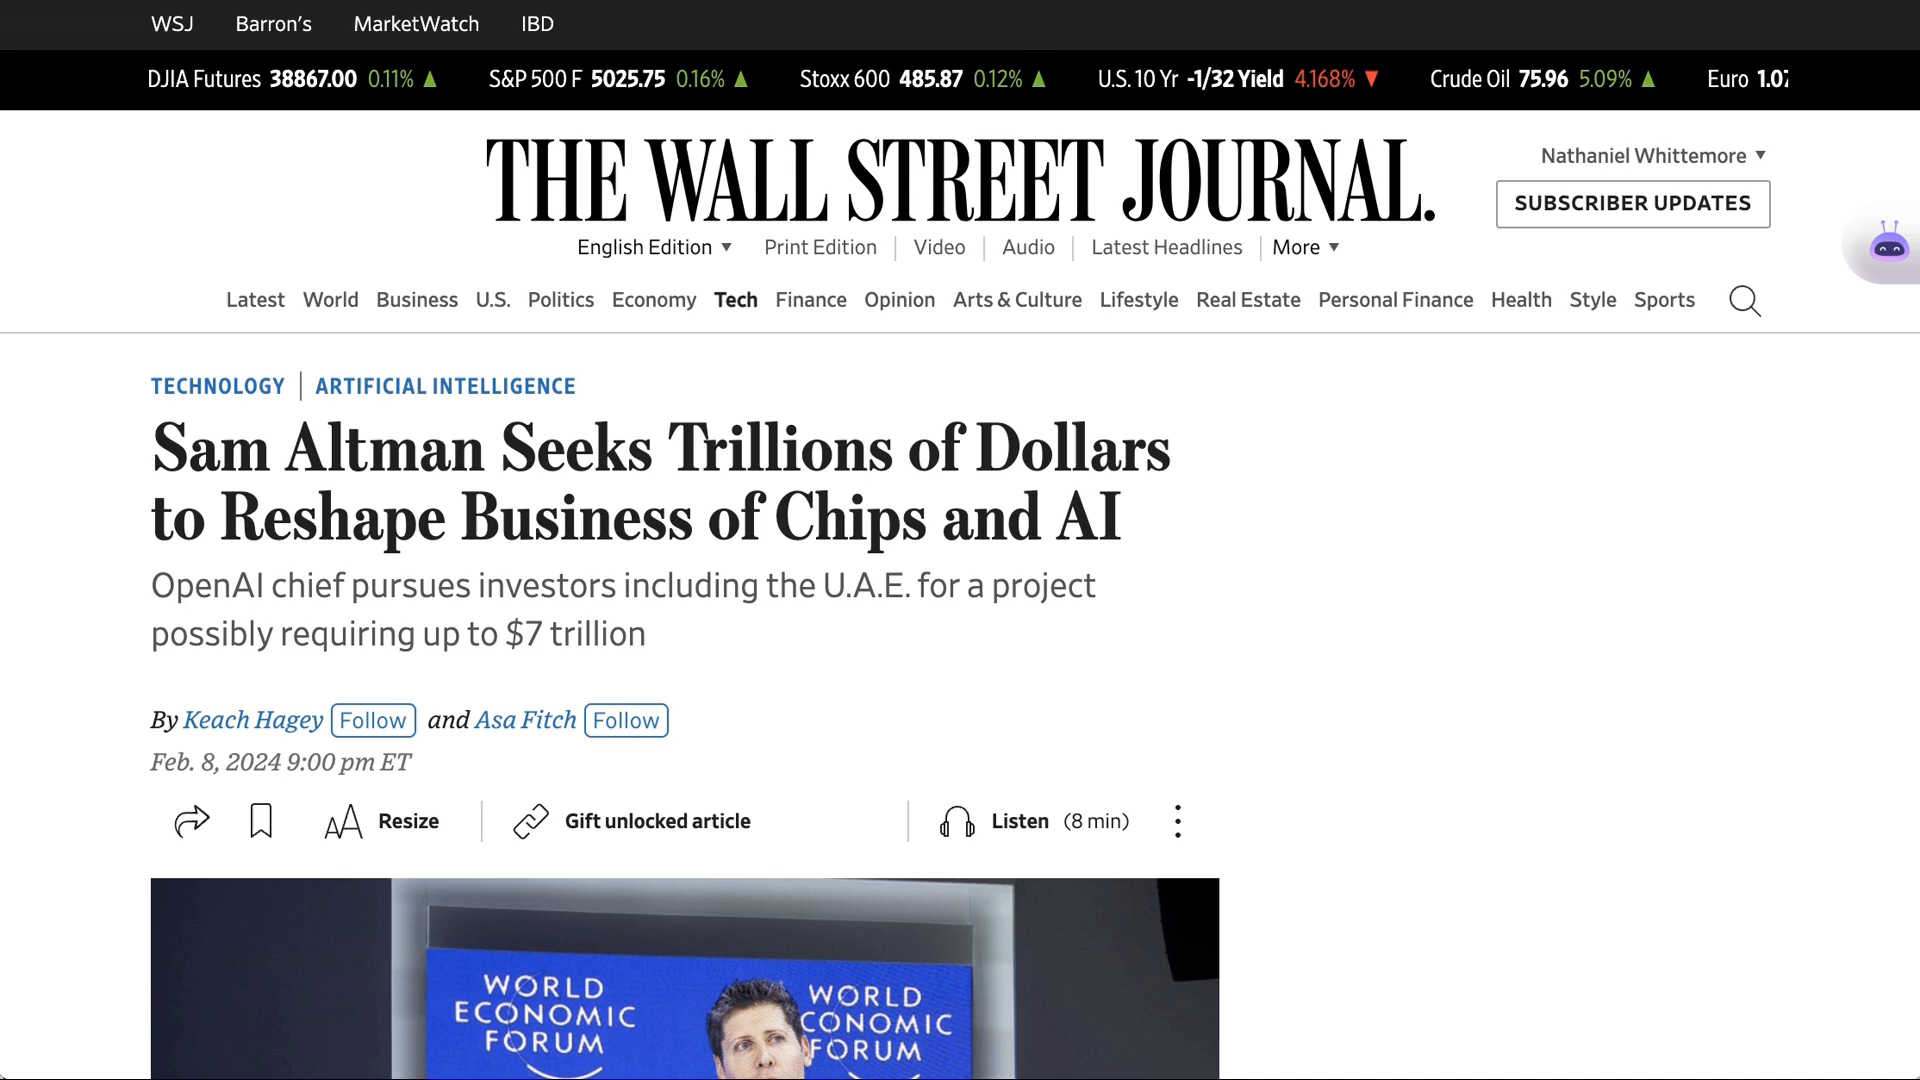 WSJ Barron's MarketWatch IBD
DJIA Futures 38867.00 0.11% ▲ S&P 500 F 5025.75 0.16% ▲ Stoxx 600 485.87 0.12% ▲ U.S. 10 Yr -1/32 Yield 4.168% ▼ Crude Oil 75.96 5.09% ▲ Euro
THE WALL STREET JOURNAL.
Nathaniel Whittemore ▼
SUBSCRIBER UPDATES
English Edition ▼ Print Edition | Video | Audio | Latest Headlines | More ▼
Latest World Business U.S. Politics Economy Tech Finance Opinion Arts & Culture Lifestyle Real Estate Personal Finance Health Style Sports
TECHNOLOGY | ARTIFICIAL INTELLIGENCE
Sam Altman Seeks Trillions of Dollars
to Reshape Business of Chips and AI
OpenAI chief pursues investors including the U.A.E. for a project
possibly requiring up to $7 trillion
By Keach Hagey Follow and Asa Fitch Follow
Feb. 8, 2024 9:00 pm ET
AA Resize Gift unlocked article Listen (8 min)
WORLD
ECONOMIC
FORUM
WORLD
CONOMIC
FORUM